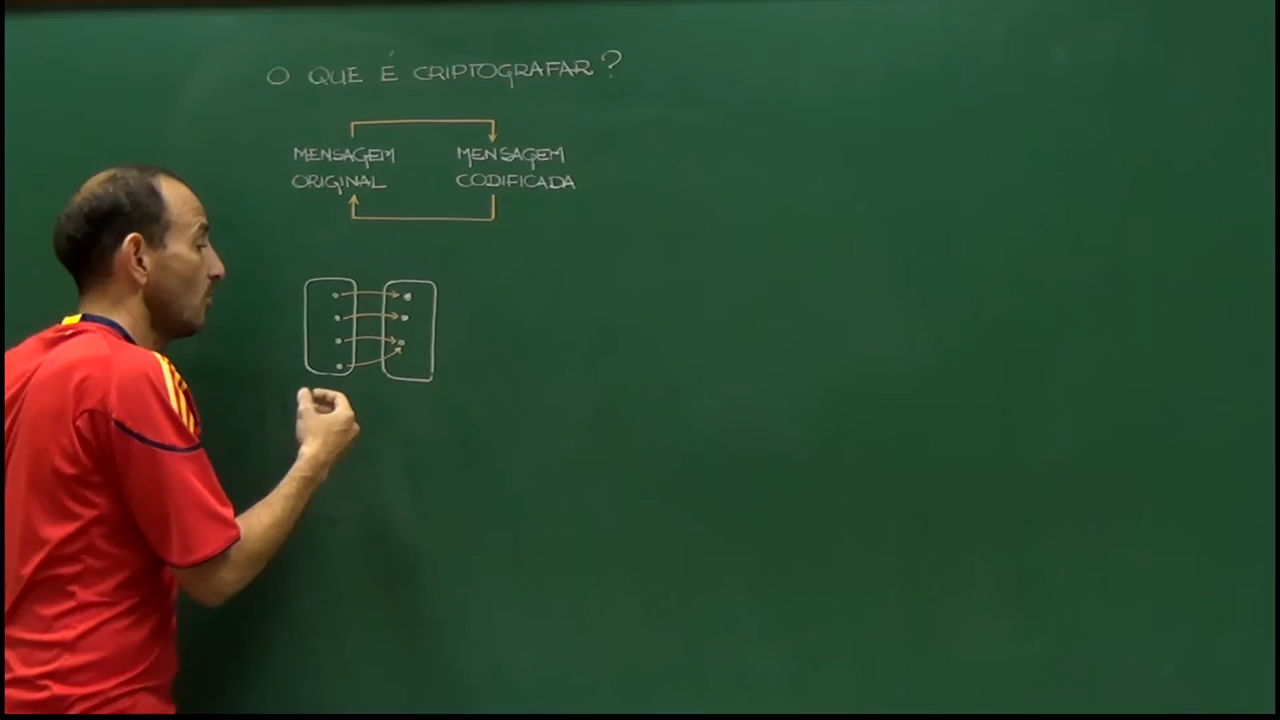 O QUE É CRIPTOGRAFAR?
MENSAGEM MENSAGEM
ORIGINAL CODIFICADA